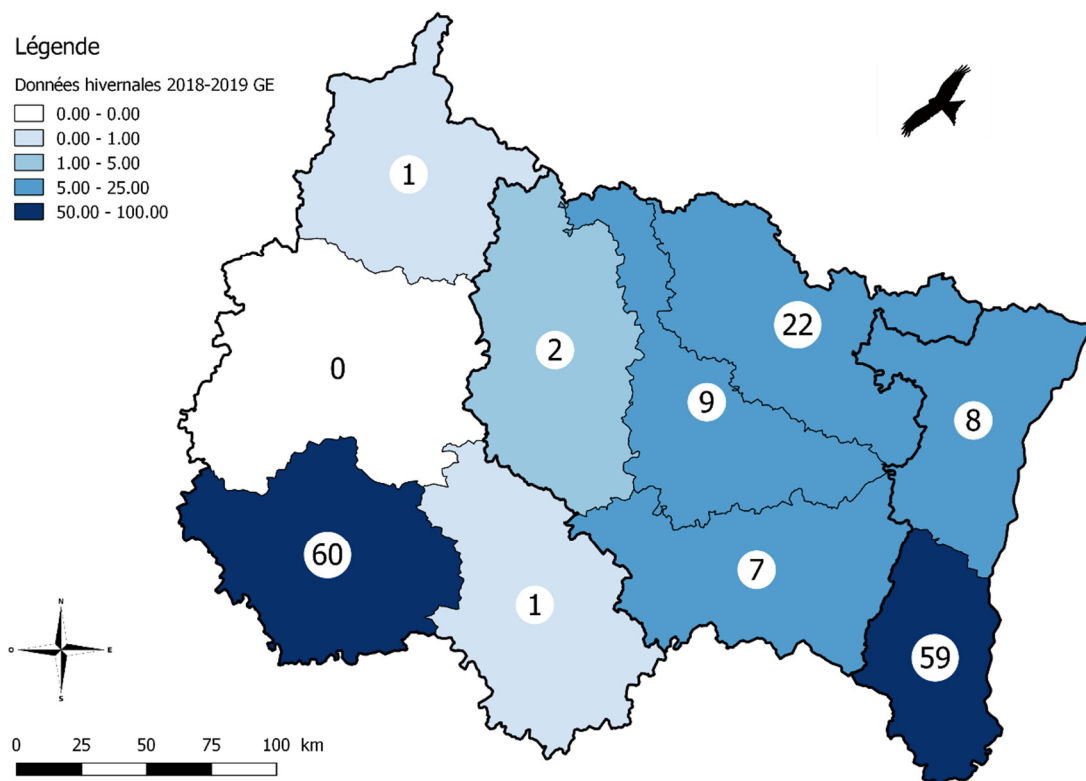 Légende
Données hivernales 2018-2019 GE
0.00 - 0.00
0.00 - 1.00
1.00 - 5.00
5.00 - 25.00
50.00 - 100.00
1
2
22
0
9
8
60
7
1
59
N
O
E
S
0 25 50 75 100 km